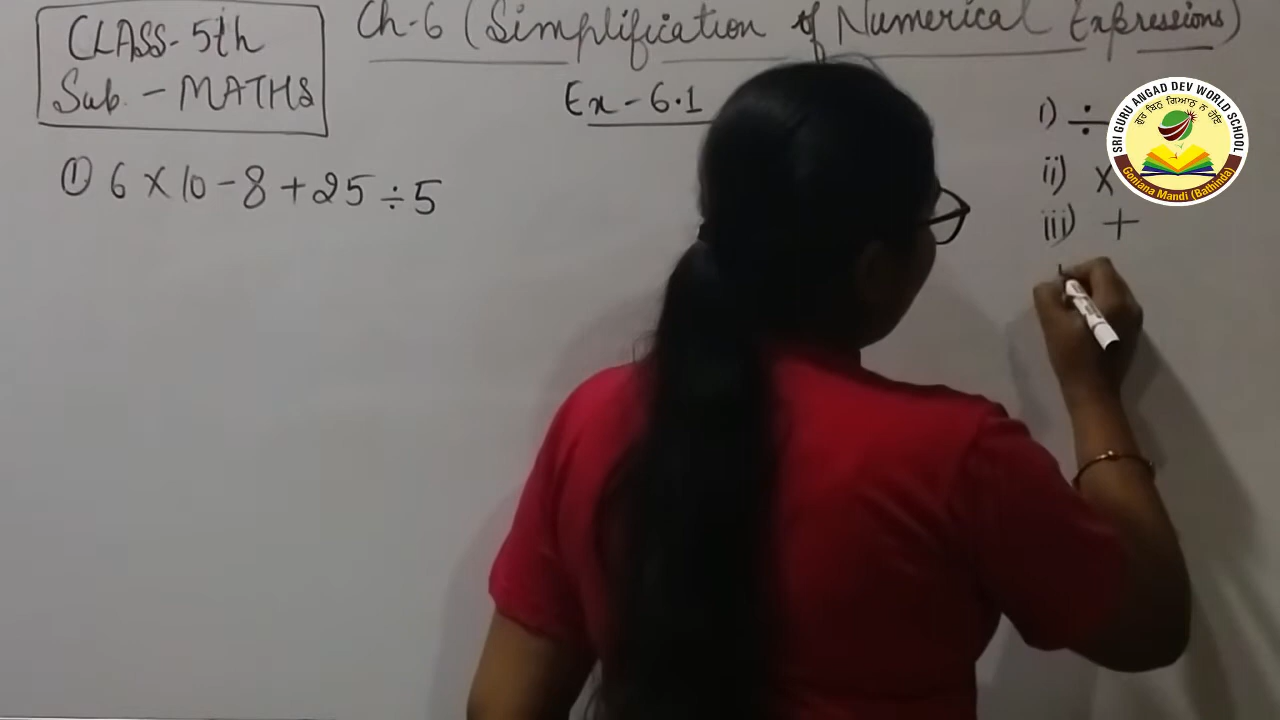 CLASS-5th
Sub. - MATHS
Ch-6 (Simplification of Numerical Expressions)
Ex-6.1
① 6 × 10 - 8 + 25 ÷ 5
i) ÷
ii) ×
iii) +
SRI GURU ANGAD DEV WORLD SCHOOL
ਗੁਰ ਬਿਨੁ ਗਿਆਨੁ ਨ ਹੋਇ
Goniana Mandi (Bathinda)